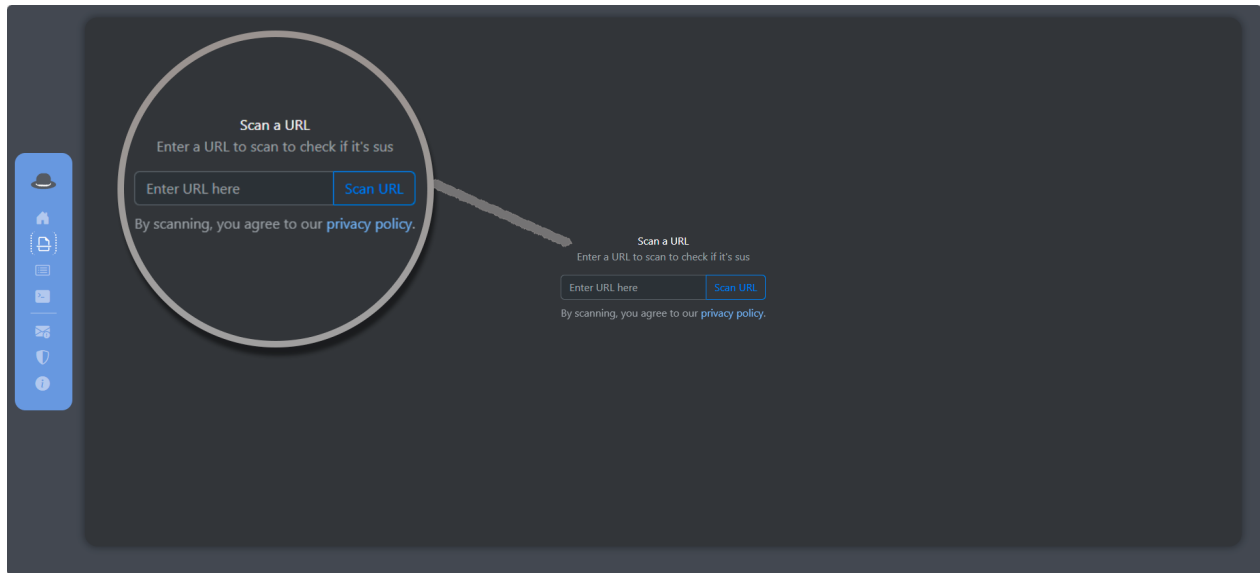 Scan a URL
Enter a URL to scan to check if it's sus
Enter URL here
Scan URL
By scanning, you agree to our privacy policy.
Scan a URL
Enter a URL to scan to check if it's sus
Enter URL here
Scan URL
By scanning, you agree to our privacy policy.